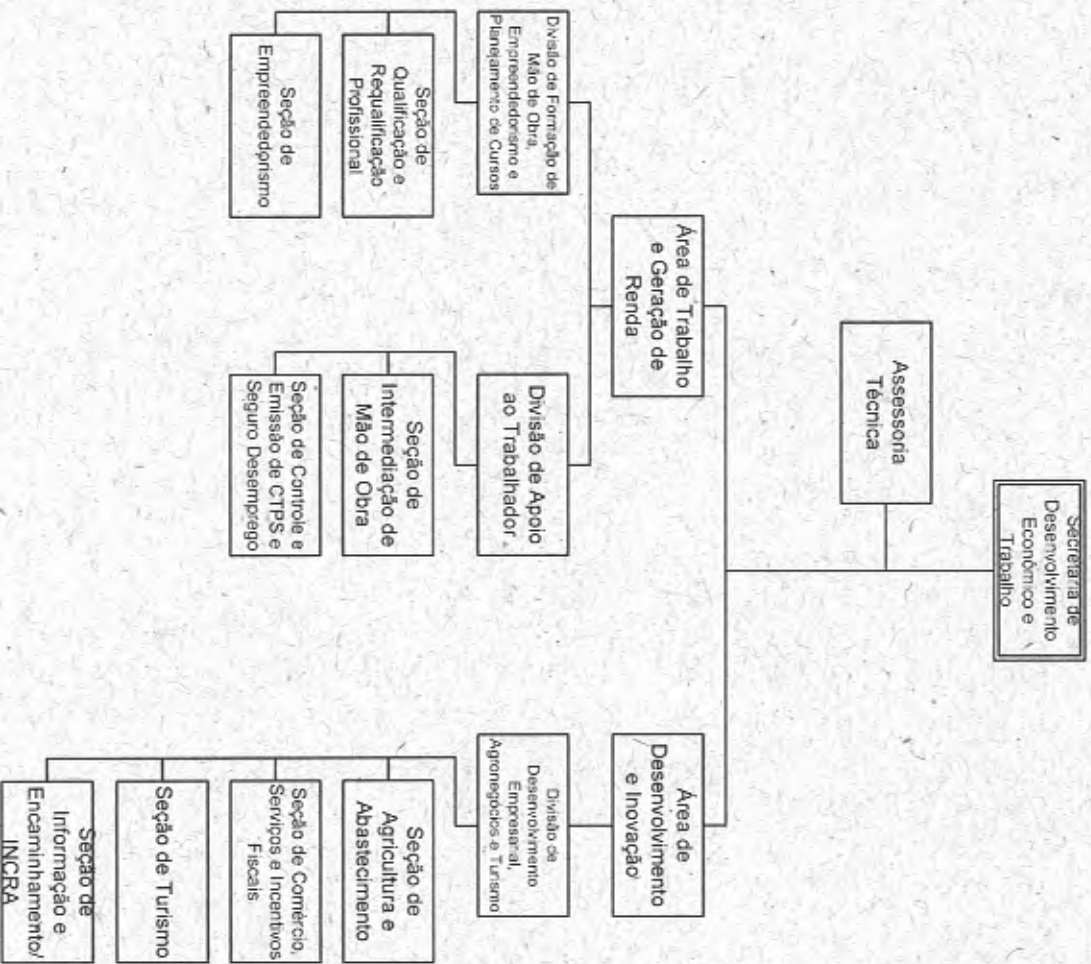 Secretaria de
Desenvolvimento
Econômico e
Trabalho
Assessoria
Técnica
Área de Trabalho
e Geração de
Renda
Divisão de Formação de
Mão de Obra,
Empreendedorismo e
Planejamento de Cursos
Seção de
Qualificação e
Requalificação
Profissional
Seção de
Empreendedorismo
Divisão de Apoio
ao Trabalhador
Seção de
Intermediação de
Mão de Obra
Seção de Controle e
Emissão de CTPS e
Seguro Desemprego
Área de
Desenvolvimento
e Inovação
Divisão de
Desenvolvimento
Empresarial,
Agronegócios e Turismo
Seção de
Agricultura e
Abastecimento
Seção de Comércio,
Serviços e Incentivos
Fiscais
Seção de Turismo
Seção de
Informação e
Encaminhamento/
INCRA